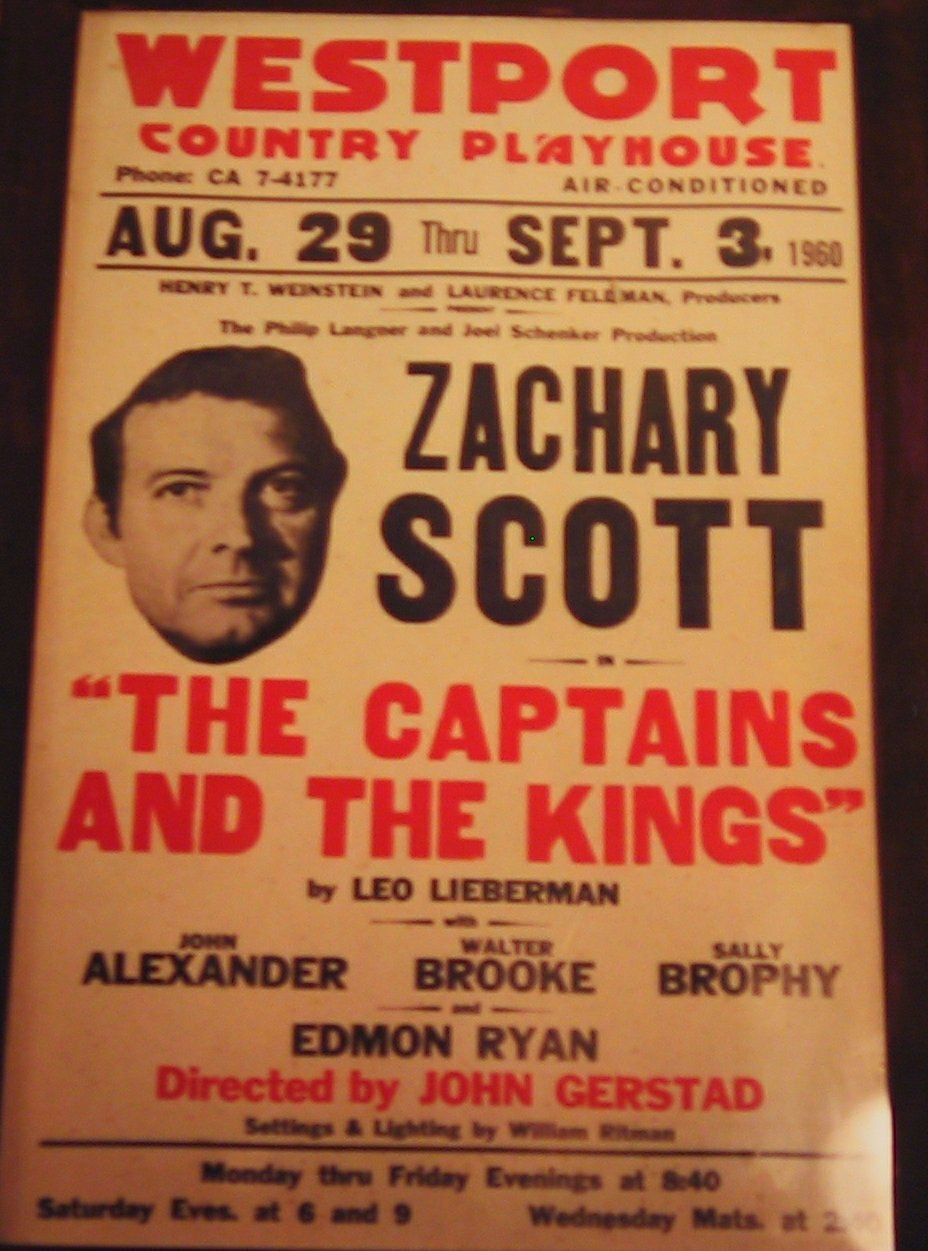 WESTPORT
COUNTRY PLAYHOUSE
Phone: CA 7-4177 AIR-CONDITIONED
AUG. 29 Thru SEPT. 3, 1960
HENRY T. WEINSTEIN and LAURENCE FELDMAN, Producers
PRESENT
The Philip Langner and Joel Schenker Production
ZACHARY
SCOTT
IN
"THE CAPTAINS
AND THE KINGS"
by LEO LIEBERMAN
with
JOHN WALTER SALLY
ALEXANDER BROOKE BROPHY
and
EDMON RYAN
Directed by JOHN GERSTAD
Settings & Lighting by William Ritman
Monday thru Friday Evenings at 8:40
Saturday Eves. at 6 and 9 Wednesday Mats. at